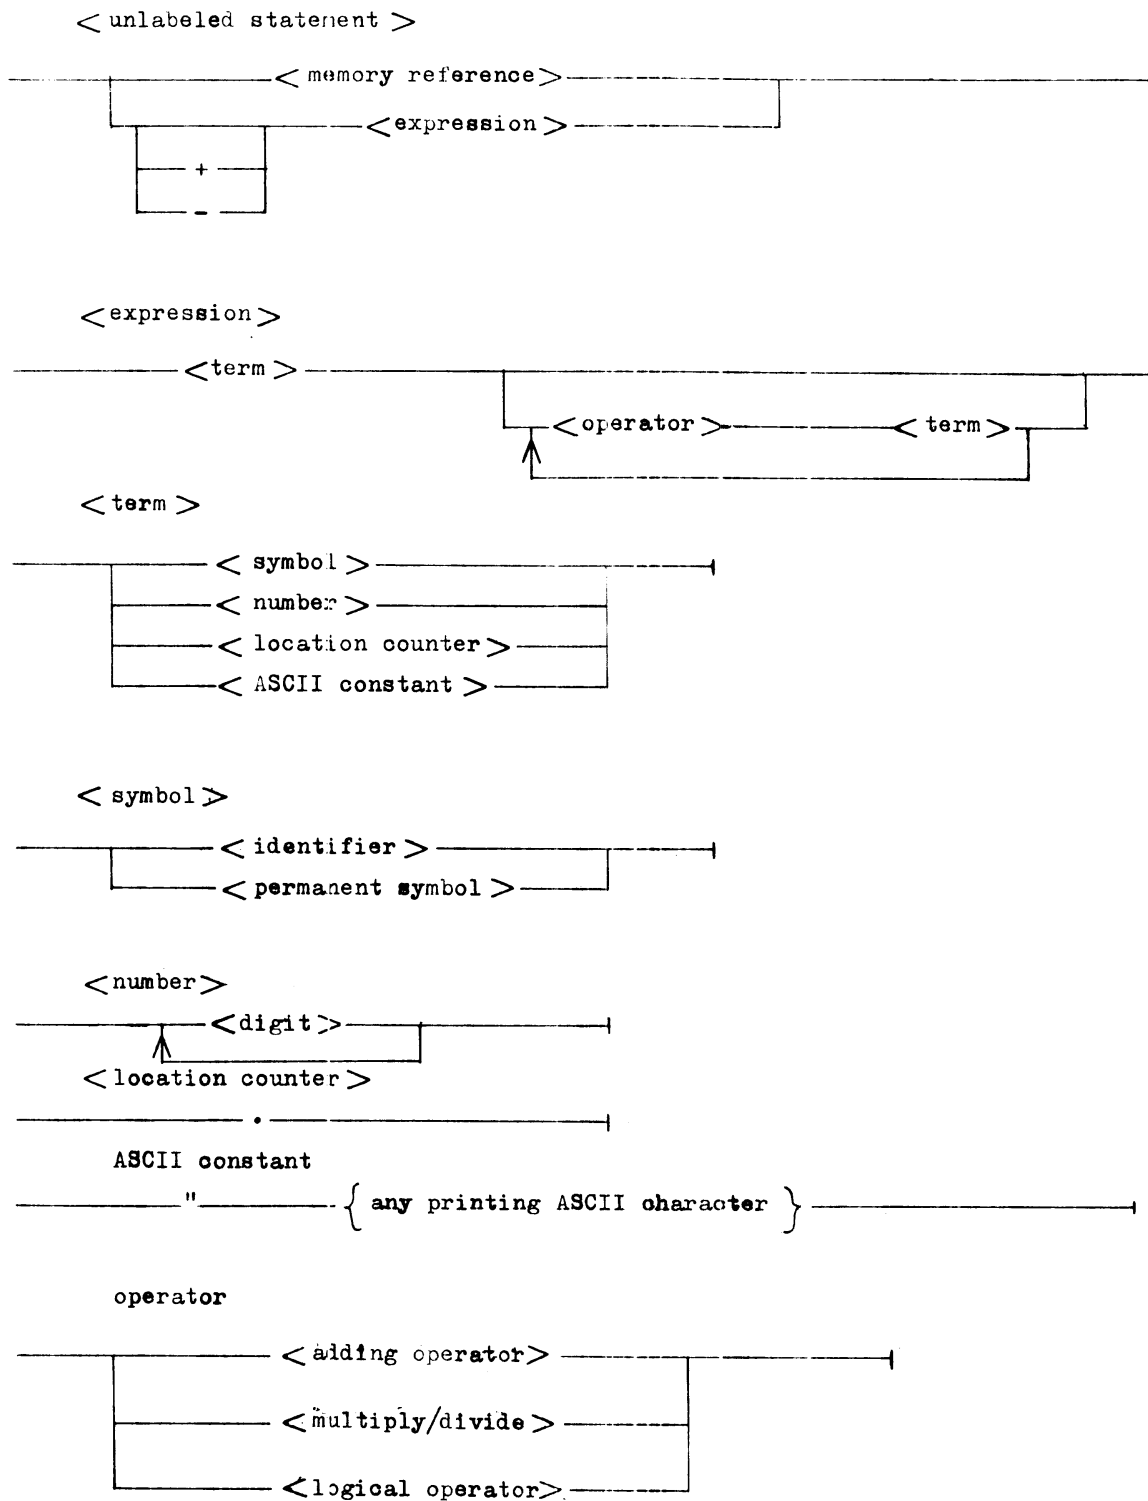 < unlabeled statement >
< memory reference >
< expression >
+
-
< expression >
< term >
< operator > < term >
< term >
< symbol >
< number >
< location counter >
< ASCII constant >
< symbol >
< identifier >
< permanent symbol >
< number >
< digit >
< location counter >
.
ASCII constant
" { any printing ASCII character }
operator
< adding operator >
< multiply/divide >
< logical operator >